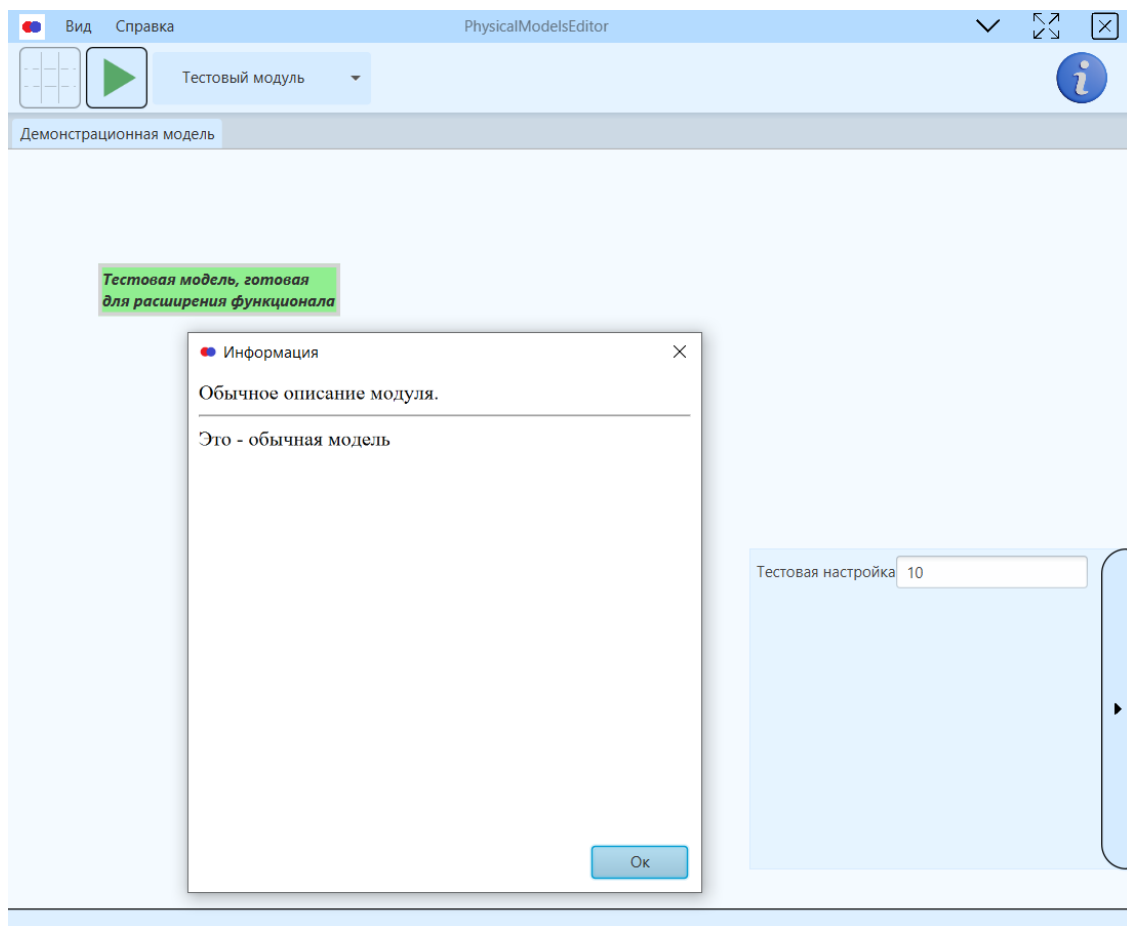 Вид Справка PhysicalModelsEditor
Тестовый модуль
i
Демонстрационная модель
Тестовая модель, готовая
для расширения функционала
Информация
Обычное описание модуля.
Это - обычная модель
Тестовая настройка 10
Ок